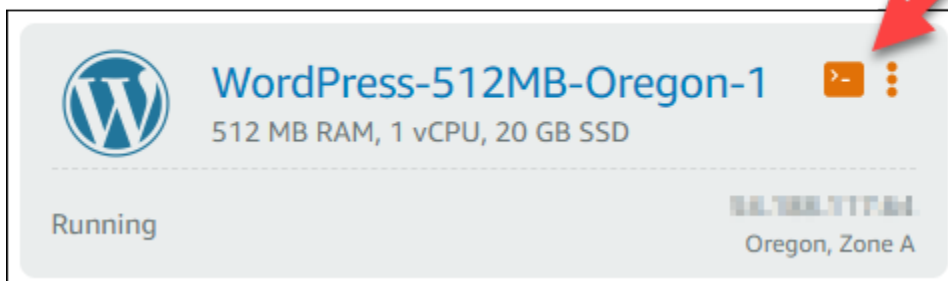 WordPress-512MB-Oregon-1
512 MB RAM, 1 vCPU, 20 GB SSD
Running
Oregon, Zone A